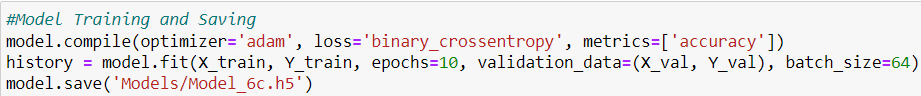 #Model Training and Saving
model.compile(optimizer='adam', loss='binary_crossentropy', metrics=['accuracy'])
history = model.fit(X_train, Y_train, epochs=10, validation_data=(X_val, Y_val), batch_size=64)
model.save('Models/Model_6c.h5')